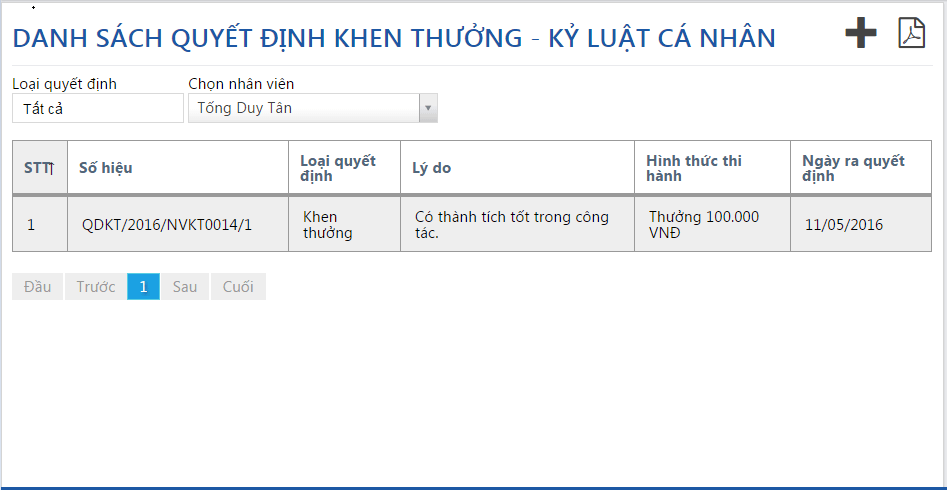 DANH SÁCH QUYẾT ĐỊNH KHEN THƯỞNG - KỶ LUẬT CÁ NHÂN
Loại quyết định Chọn nhân viên
Tất cả Tống Duy Tân
STT Số hiệu Loại quyết định Lý do Hình thức thi hành Ngày ra quyết định
1 QDKT/2016/NVKT0014/1 Khen thưởng Có thành tích tốt trong công tác. Thưởng 100.000 VNĐ 11/05/2016
Đầu Trước 1 Sau Cuối